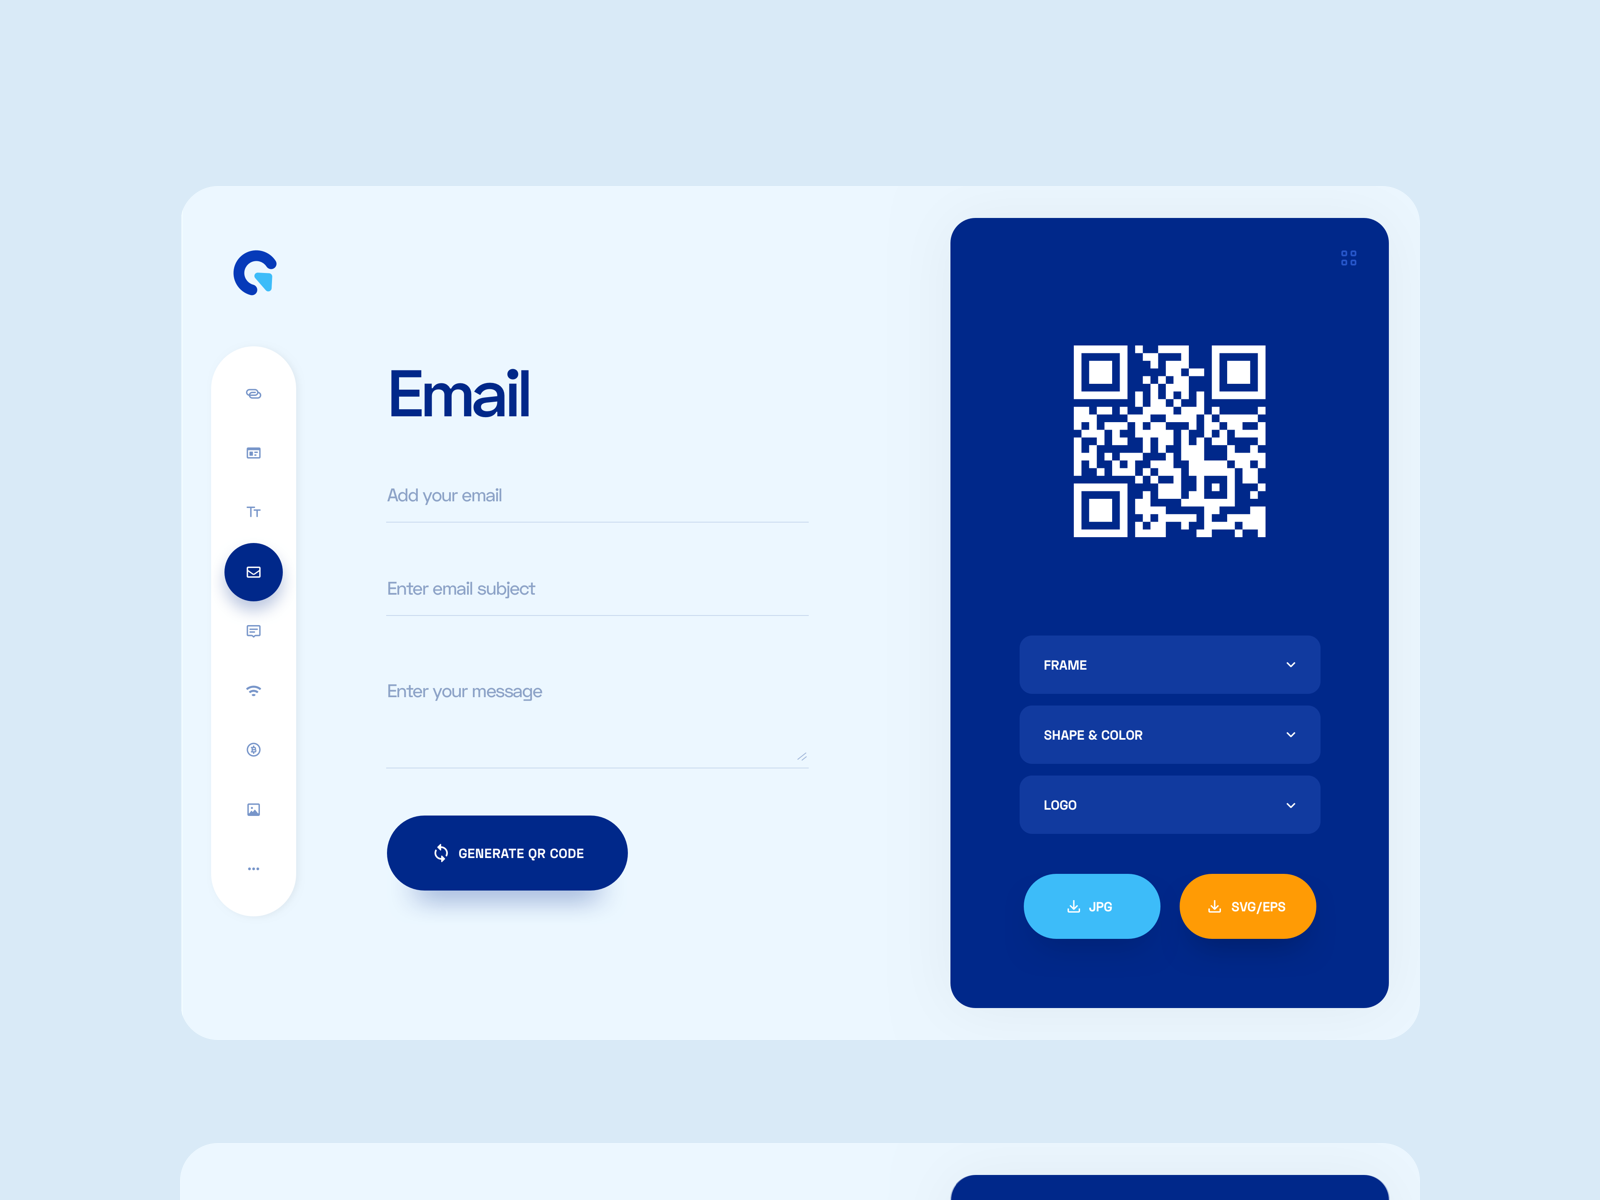 Email
Add your email
Enter email subject
Enter your message
GENERATE QR CODE
FRAME
SHAPE & COLOR
LOGO
JPG
SVG/EPS